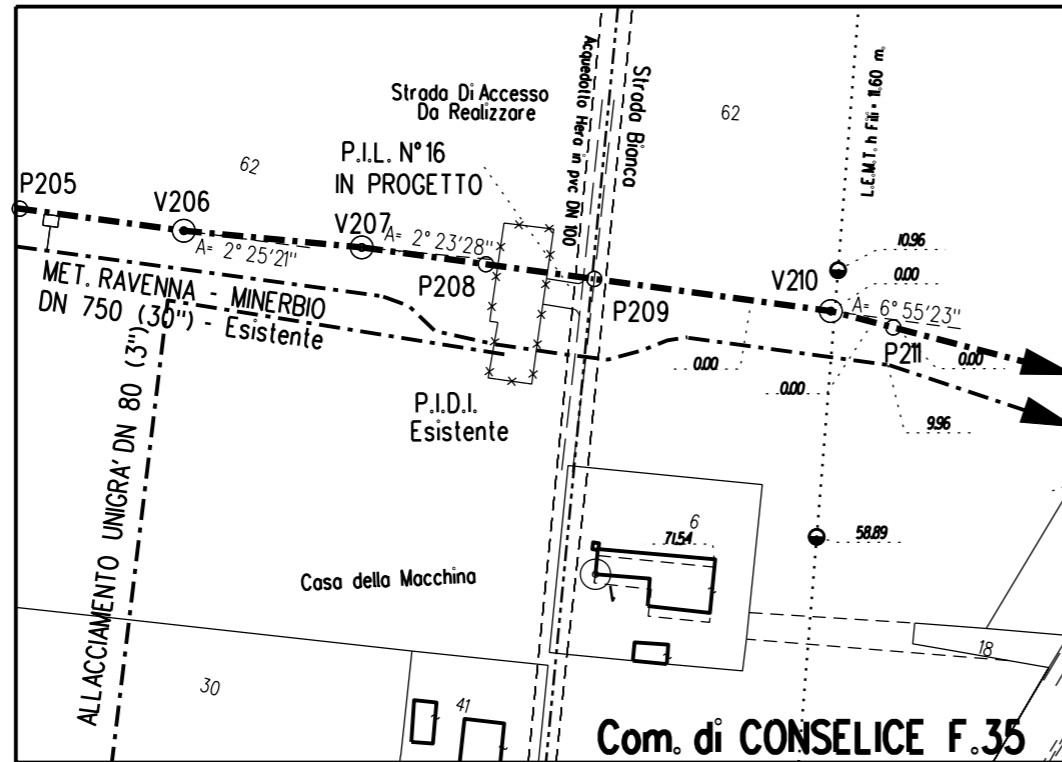 Strada Di Accesso
Da Realizzare
Acquedotto Hera in pvc DN 100
Strada Bianca
62
L.E.M.T. h Fili = 11.60 m.
62
P.I.L. N° 16
IN PROGETTO
P205
V206
V207
A= 2° 25'21"
A= 2° 23'28"
P208
P209
V210
10.96
0.00
A= 6° 55'23"
P211
0.00
0.00
0.00
9.96
MET. RAVENNA - MINERBIO
DN 750 (30") - Esistente
ALLACCIAMENTO UNIGRA' DN 80 (3")
P.I.D.I.
Esistente
6
71.54
58.89
Casa della Macchina
18
30
41
Com. di CONSELICE F.35